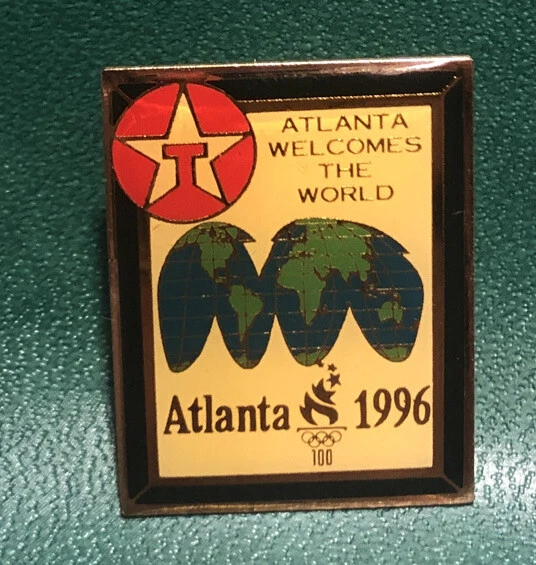 T
ATLANTA
WELCOMES
THE
WORLD
Atlanta 1996
100